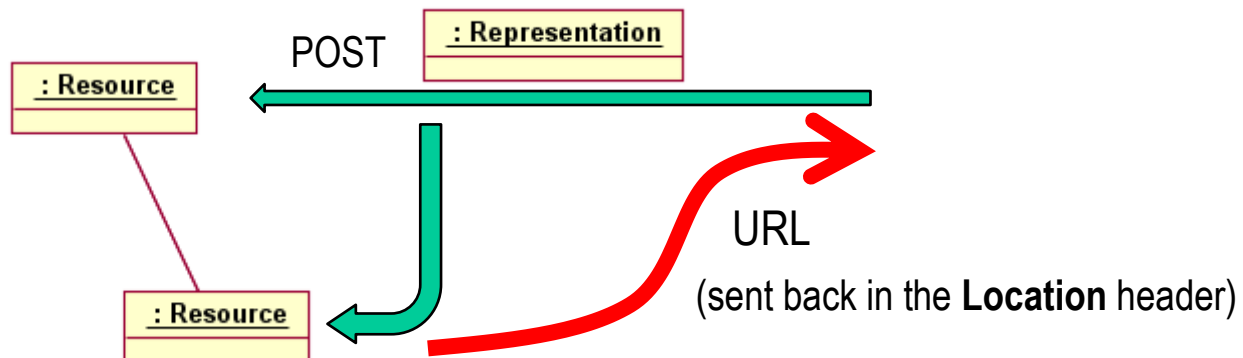 : Representation
POST
: Resource
URL
(sent back in the Location header)
: Resource